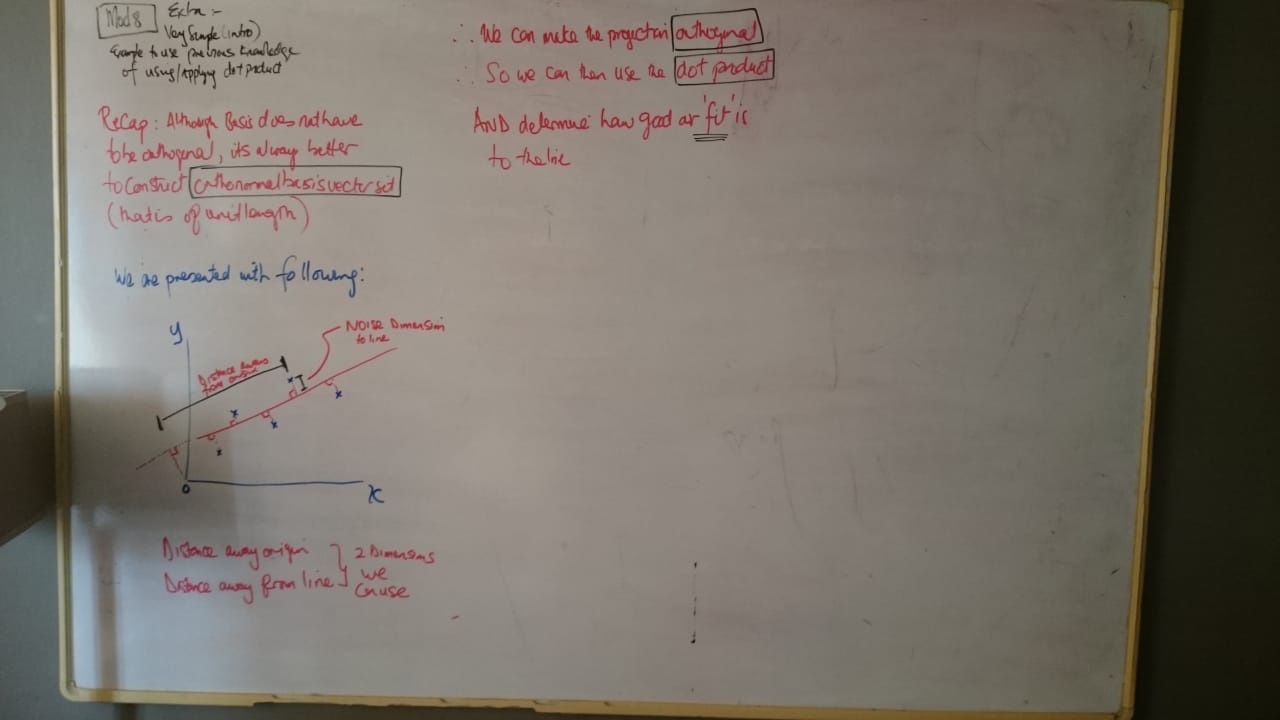 Mod 8
Extra:-
Very Simple (intro)
Example to use previous knowledge
of using/Applying dot product
Recap: Although Basis does not have
to be orthogonal, its always better
to construct orthonormal basis vector set
(that is of unit length)
We are presented with following:
y
NOISE Dimension
to line
Distance away
from origin
x
x
x
x
x
0
x
Distance away origin
Distance away from line
2 Dimensions
we
can use
∴ We can make the projection orthogonal
∴ So we can then use the dot product
AND determine how good our 'fit' is
to the line